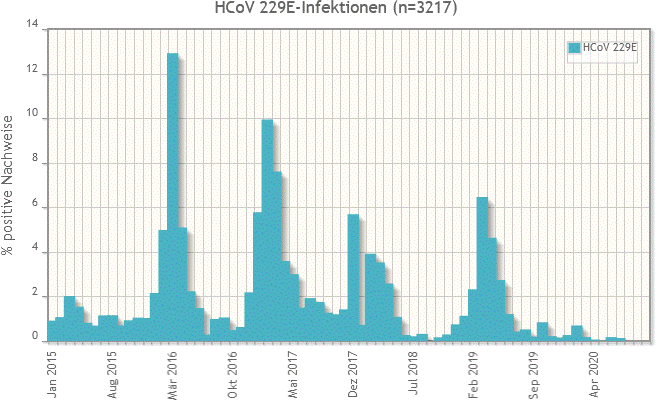 HCoV 229E-Infektionen (n=3217)
14
12
10
8
6
4
2
0
% positive Nachweise
HCoV 229E
Jan 2015
Aug 2015
Mär 2016
Okt 2016
Mai 2017
Dez 2017
Jul 2018
Feb 2019
Sep 2019
Apr 2020